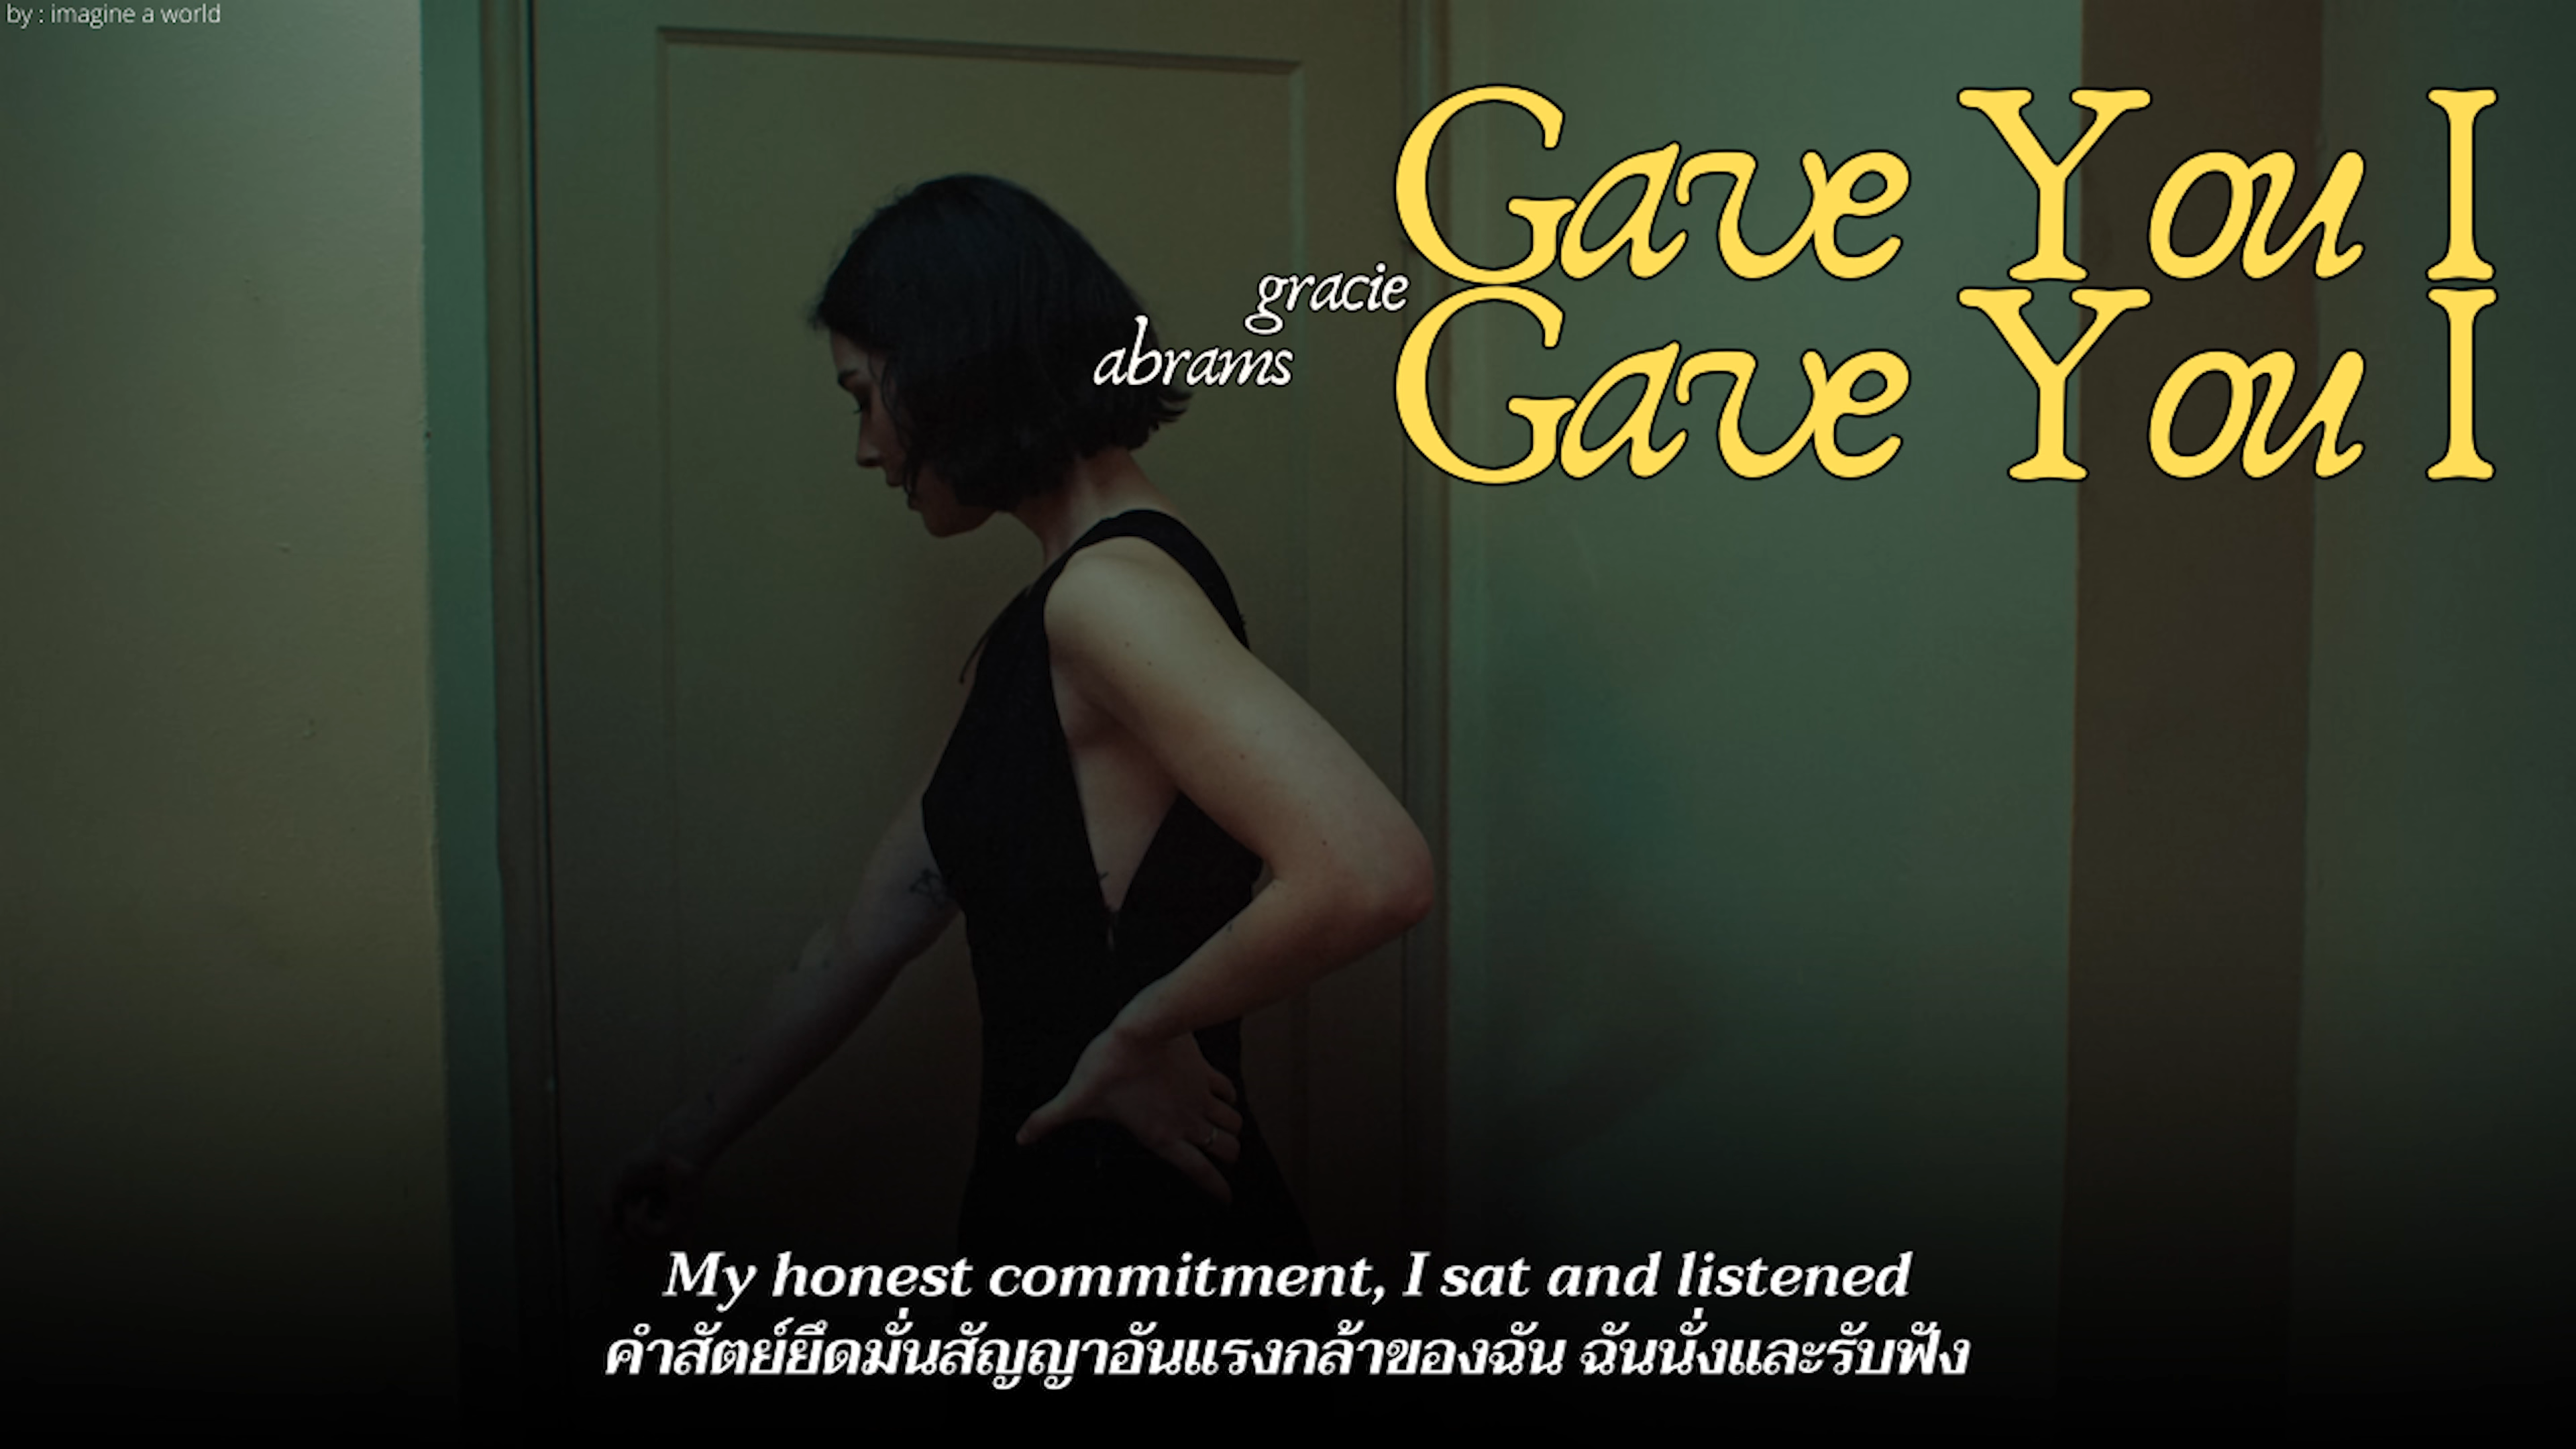 by : imagine a world
Gave You I
gracie
Gave You I
abrams
My honest commitment, I sat and listened
คำสัตย์ยึดมั่นสัญญาอันแรงกล้าของฉัน ฉันนั่งและรับฟัง